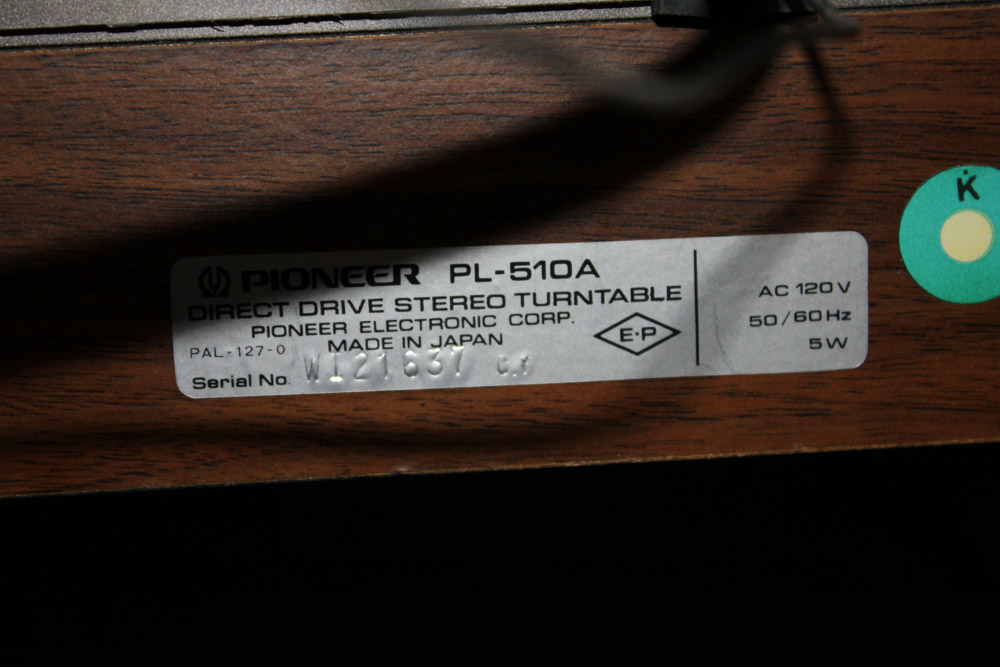 PIONEER PL-510A
DIRECT DRIVE STEREO TURNTABLE
PIONEER ELECTRONIC CORP.
PAL-127-0 MADE IN JAPAN
Serial No. WI21637
E·P
AC 120 V
50/60 Hz
5W
K